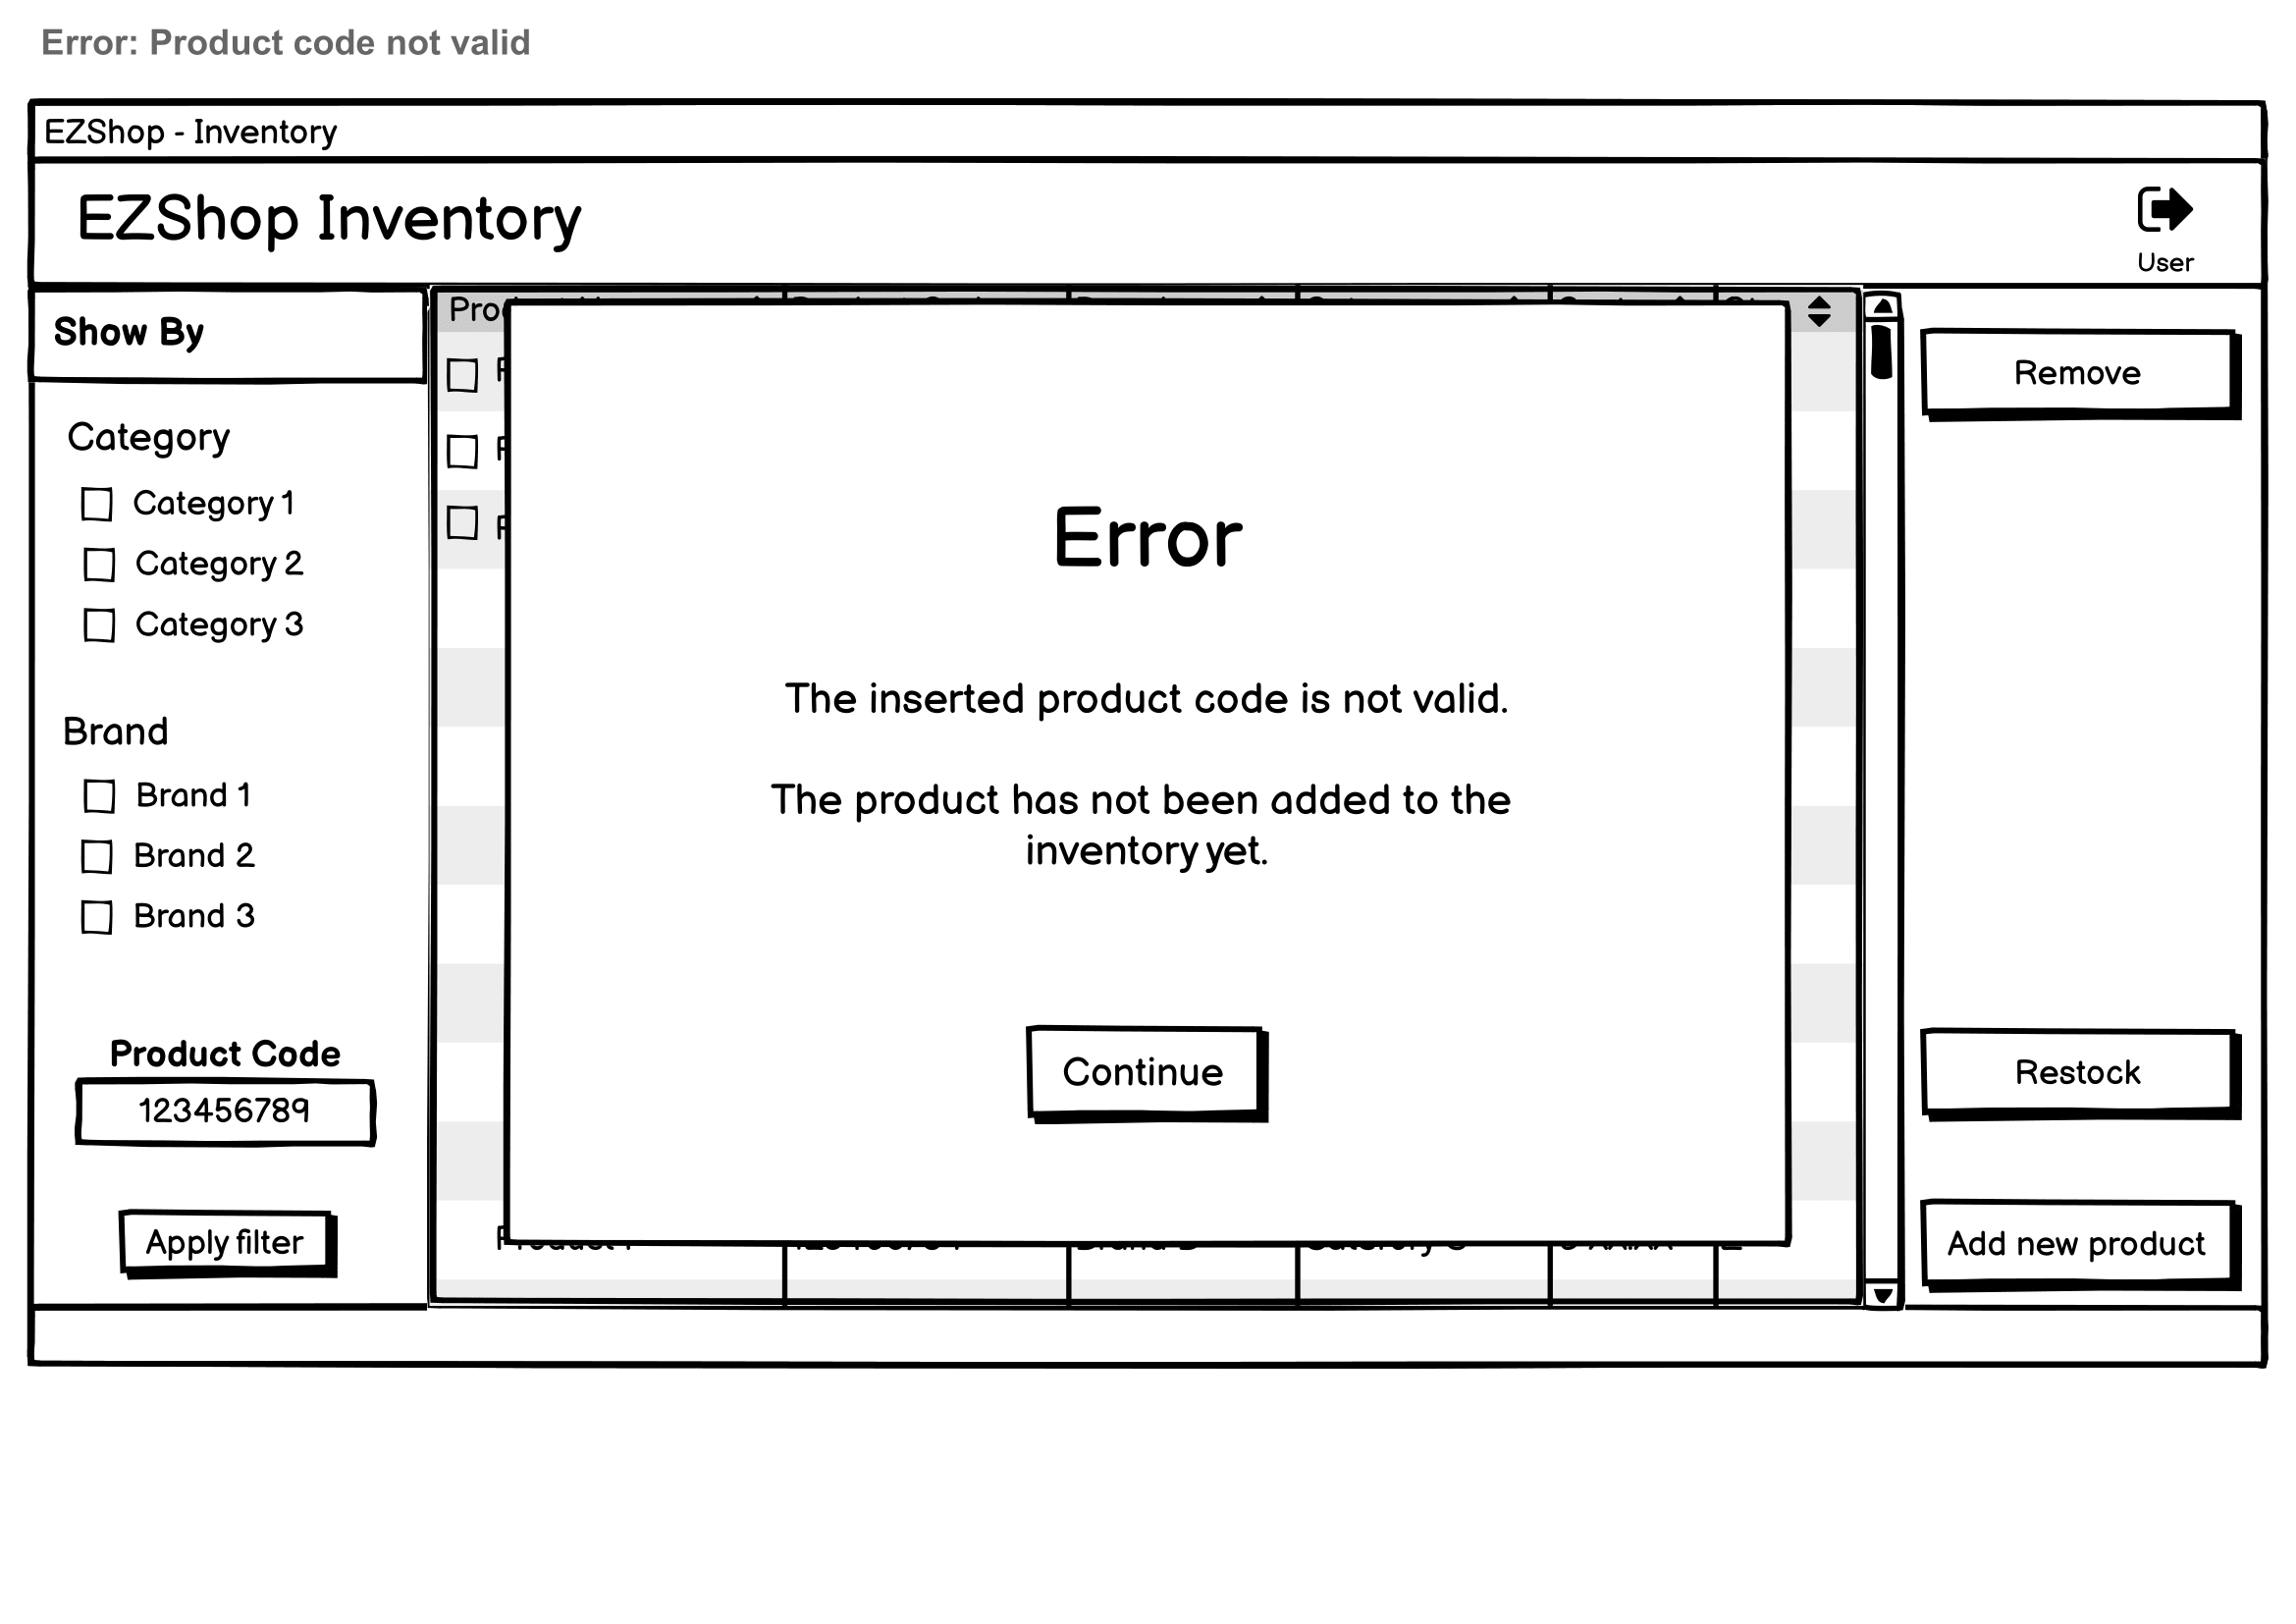 Error: Product code not valid
EZShop - Inventory
EZShop Inventory
User
Show By
Category
Category 1
Category 2
Category 3
Brand
Brand 1
Brand 2
Brand 3
Product Code
123456789
Apply filter
Error
The inserted product code is not valid.
The product has not been added to the
inventory yet.
Continue
Remove
Restock
Add new product